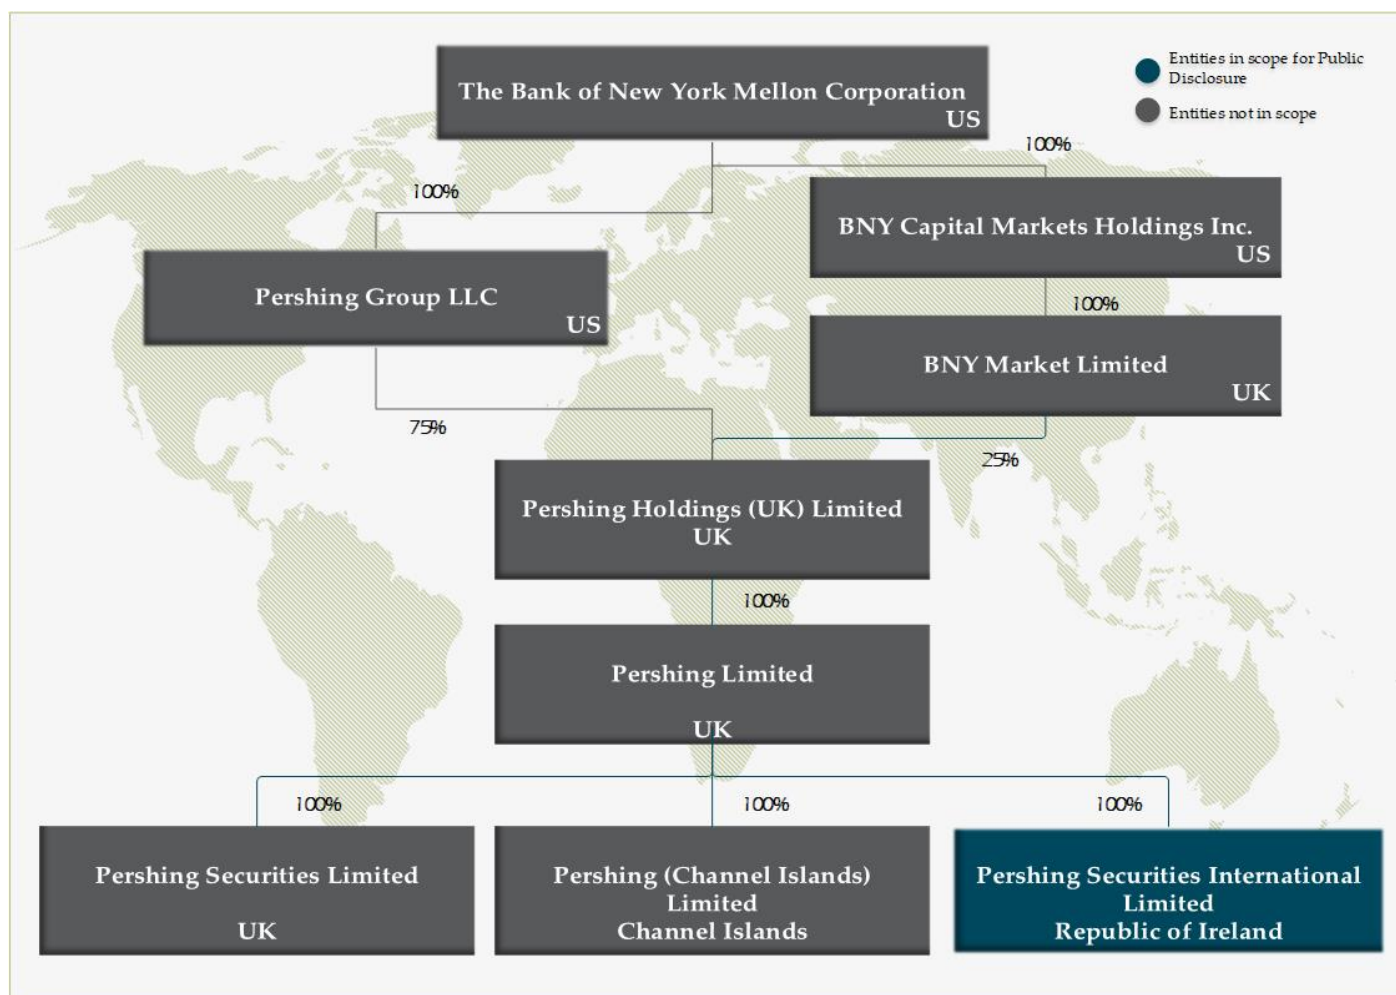 The Bank of New York Mellon Corporation
US
Entities in scope for Public
Disclosure
Entities not in scope
100%
100%
BNY Capital Markets Holdings Inc.
US
Pershing Group LLC
US
100%
BNY Market Limited
UK
75%
25%
Pershing Holdings (UK) Limited
UK
100%
Pershing Limited
UK
100%
100%
100%
Pershing Securities Limited
UK
Pershing (Channel Islands)
Limited
Channel Islands
Pershing Securities International
Limited
Republic of Ireland